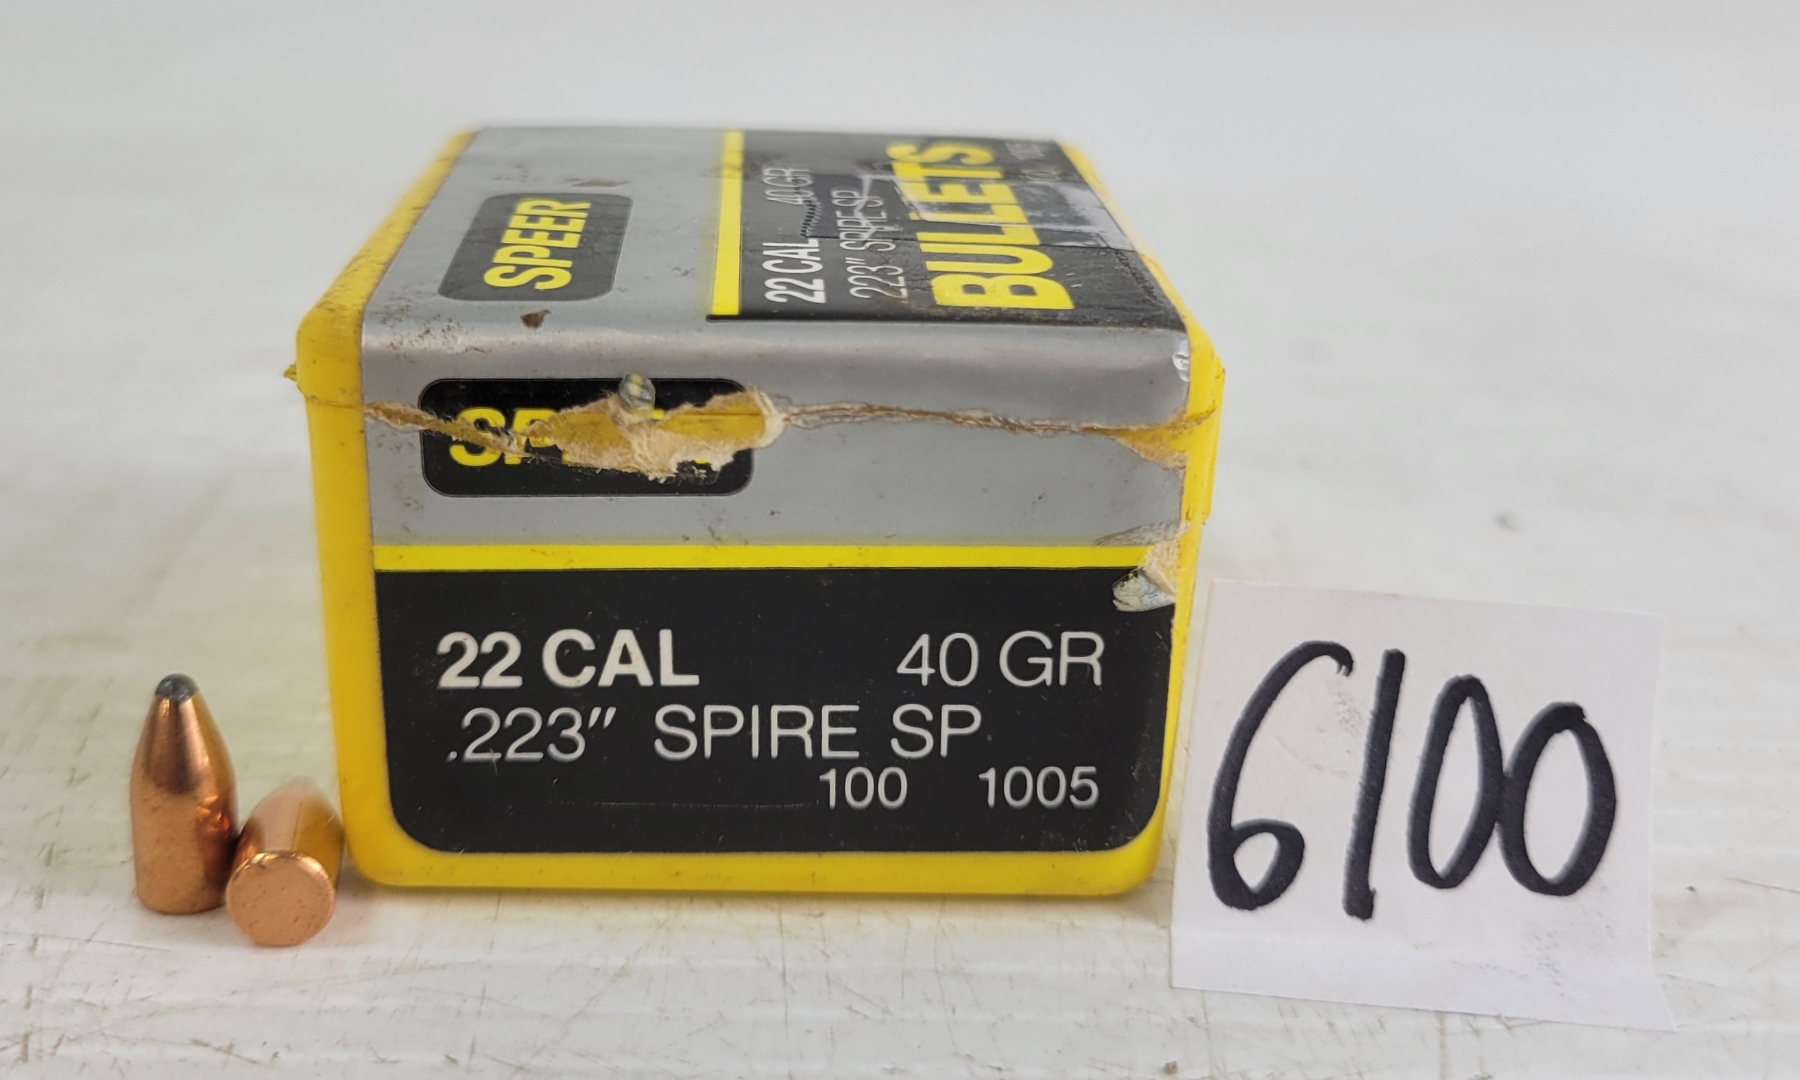 SPEER
22 CAL 40 GR
.223" SPIRE SP
BULLETS
22 CAL 40 GR
.223" SPIRE SP
100 1005
6100